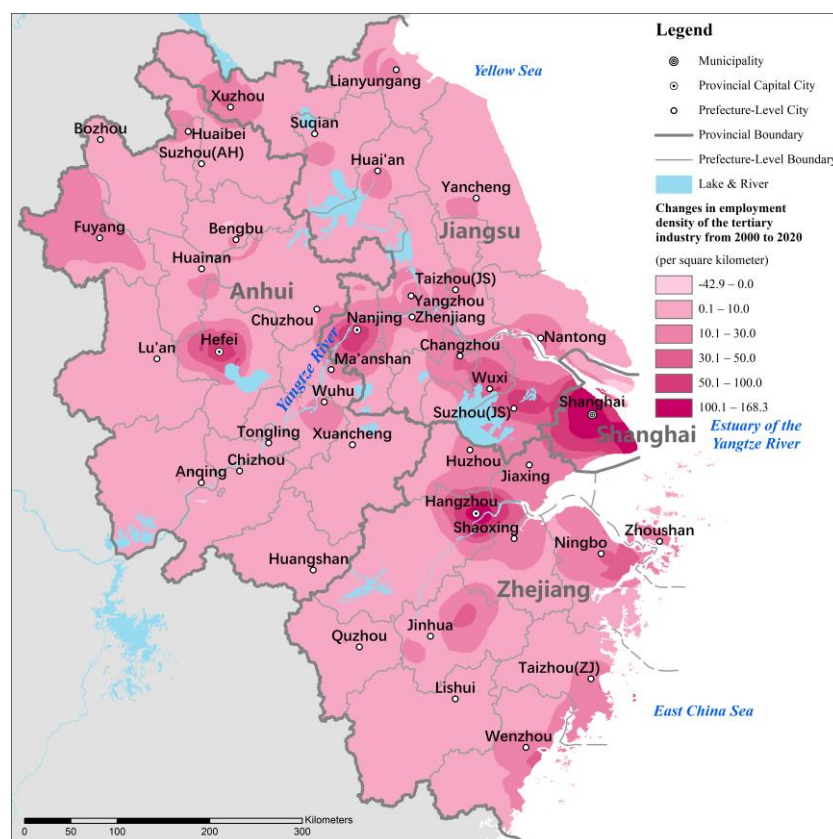 Legend
Municipality
Provincial Capital City
Prefecture-Level City
Provincial Boundary
Prefecture-Level Boundary
Lake & River
Changes in employment
density of the tertiary
industry from 2000 to 2020
(per square kilometer)
-42.9 – 0.0
0.1 – 10.0
10.1 – 30.0
30.1 – 50.0
50.1 – 100.0
100.1 – 168.3
Yellow Sea
Lianyungang
Xuzhou
Bozhou
Huaibei
Suqian
Suzhou(AH)
Huai'an
Yancheng
Fuyang
Bengbu
Jiangsu
Huainan
Taizhou(JS)
Anhui
Yangzhou
Chuzhou
Nanjing
Zhenjiang
Nantong
Hefei
Changzhou
Lu'an
Yangtze River
Ma'anshan
Wuxi
Wuhu
Suzhou(JS)
Shanghai
Shanghai
Estuary of the
Yangtze River
Tongling
Xuancheng
Huzhou
Chizhou
Jiaxing
Anqing
Hangzhou
Shaoxing
Zhoushan
Ningbo
Huangshan
Zhejiang
Jinhua
Quzhou
Taizhou(ZJ)
Lishui
East China Sea
Wenzhou
Kilometers
0 50 100 200 300